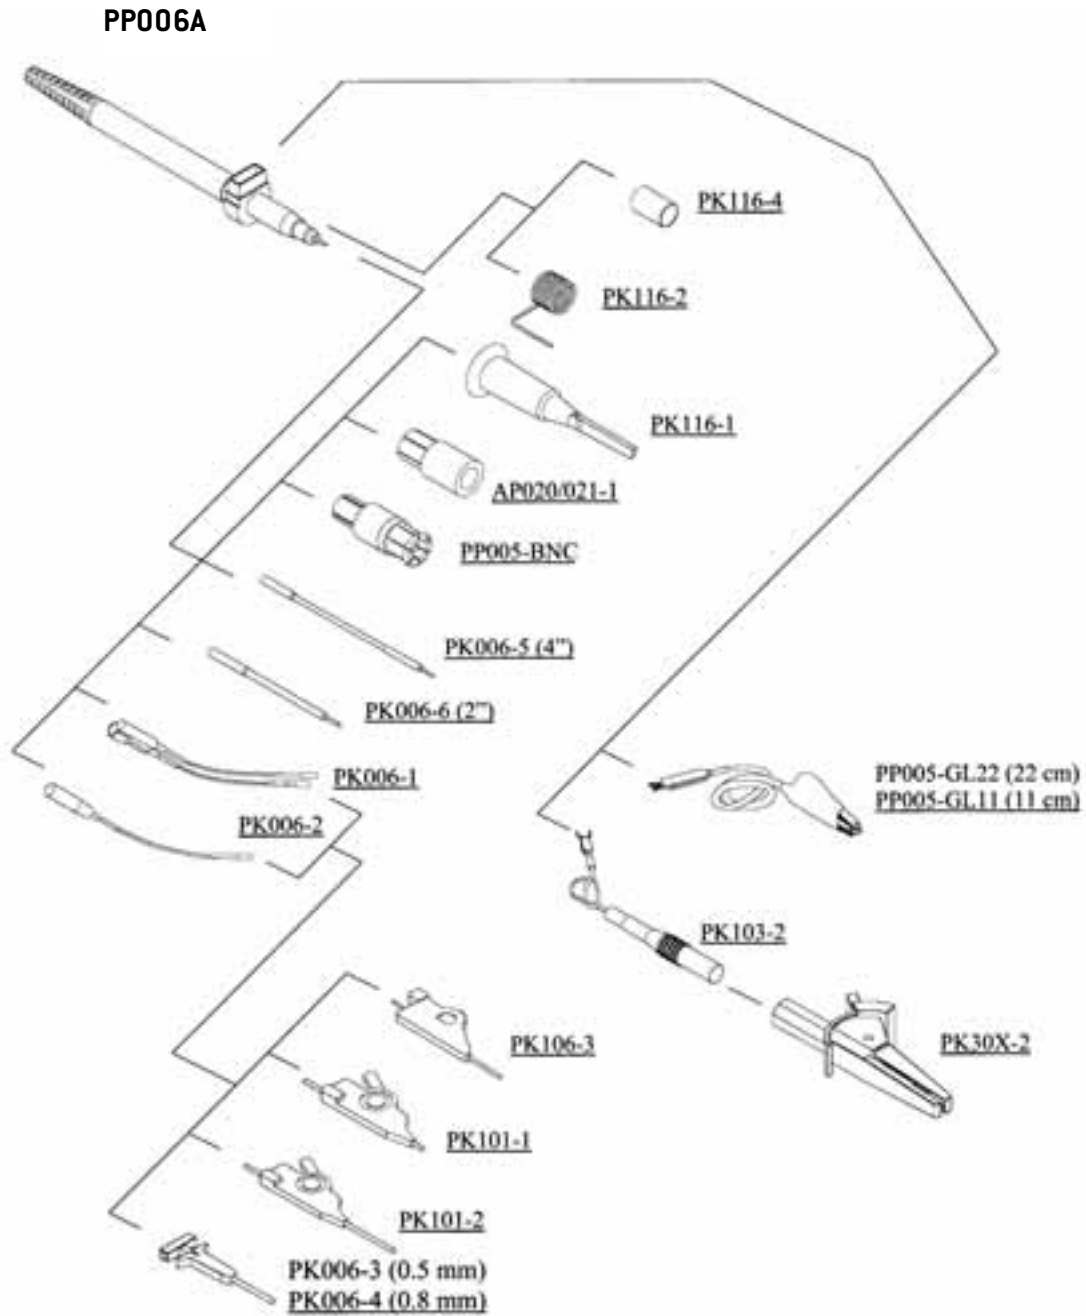 PP006A
PK116-4
PK116-2
PK116-1
AP020/021-1
PP005-BNC
PK006-5 (4”)
PK006-6 (2”)
PK006-1
PK006-2
PP005-GL22 (22 cm)
PP005-GL11 (11 cm)
PK103-2
PK30X-2
PK106-3
PK101-1
PK101-2
PK006-3 (0.5 mm)
PK006-4 (0.8 mm)